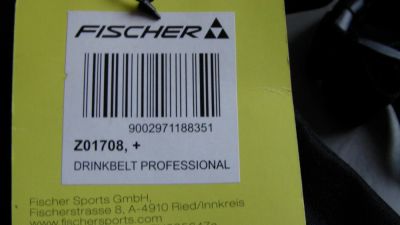 FISCHER
9002971188351
Z01708, +
DRINKBELT PROFESSIONAL
Fischer Sports GmbH,
Fischerstrasse 8, A-4910 Ried/Innkreis
www.fischersports.com